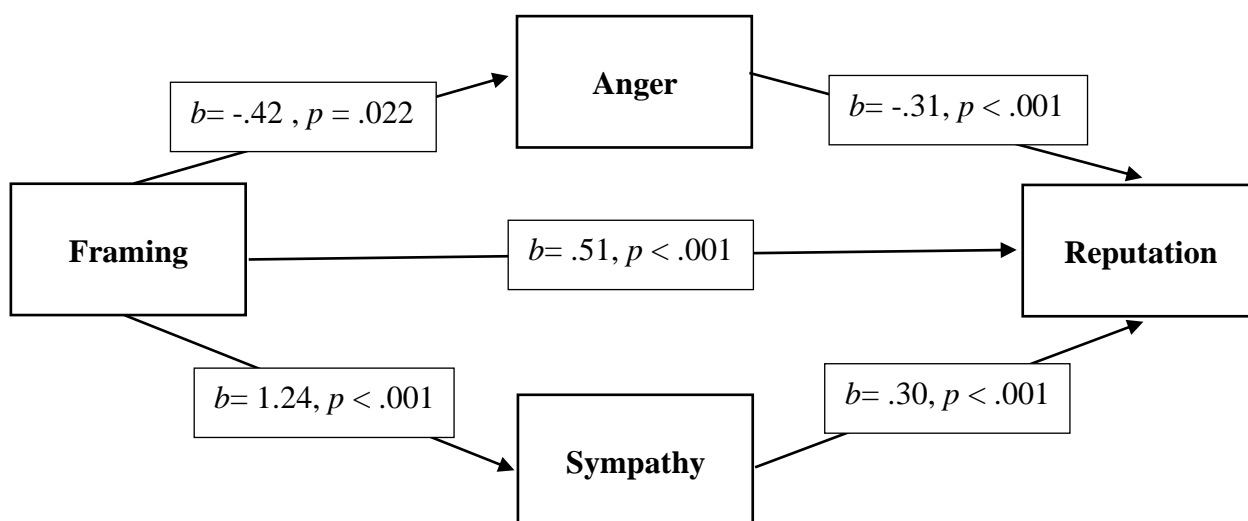 Anger
b= -.42 , p = .022
b= -.31, p < .001
Framing
b= .51, p < .001
Reputation
b= 1.24, p < .001
b= .30, p < .001
Sympathy